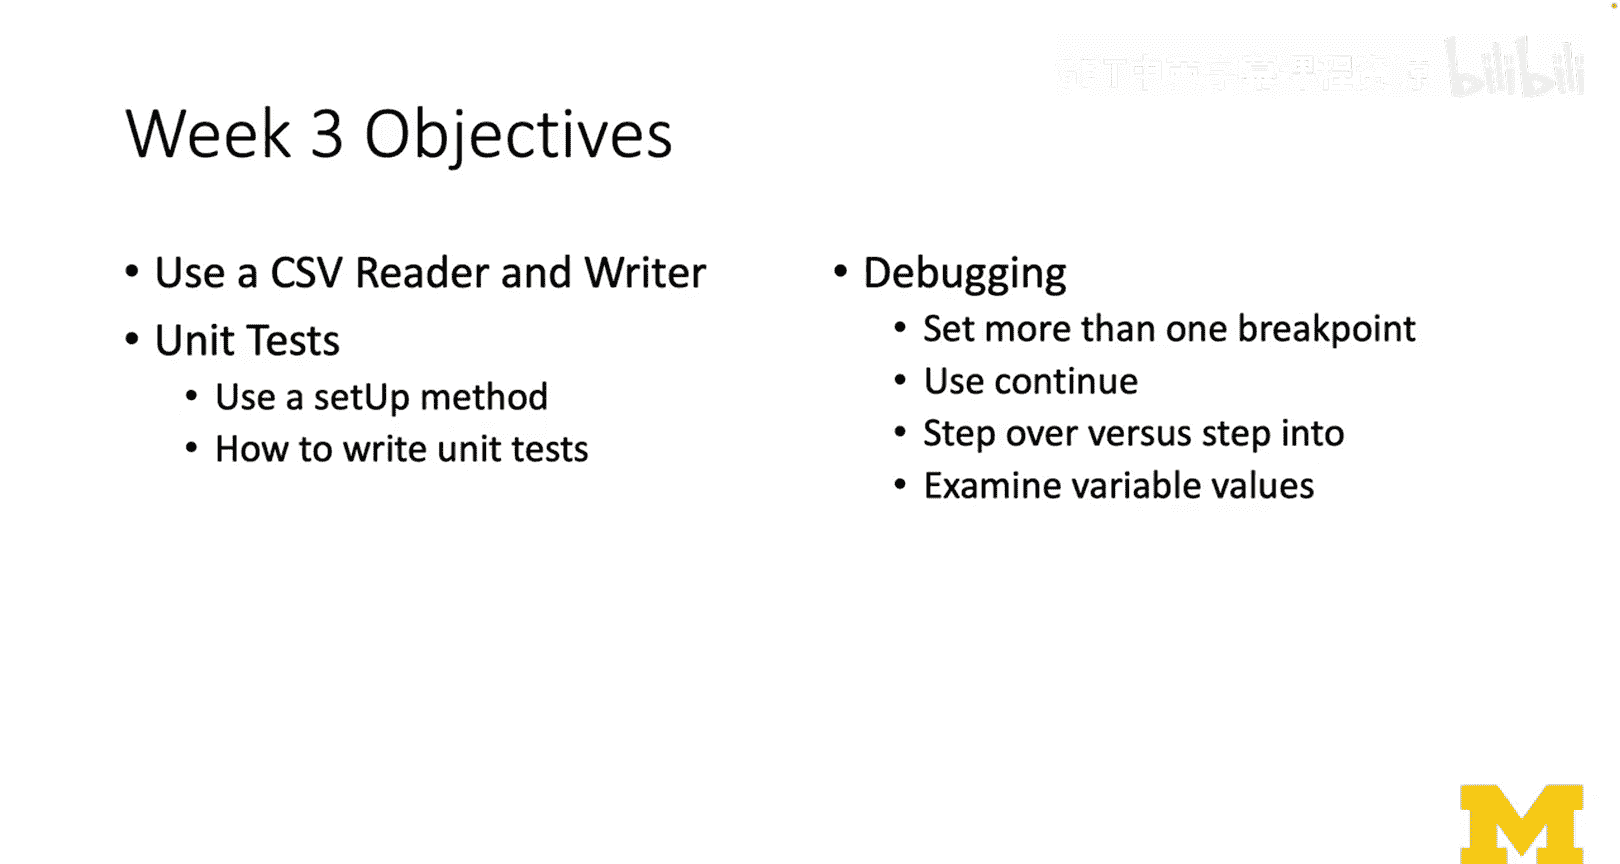 bilibili
Week 3 Objectives
• Use a CSV Reader and Writer
• Unit Tests
• Use a setUp method
• How to write unit tests
• Debugging
• Set more than one breakpoint
• Use continue
• Step over versus step into
• Examine variable values
M